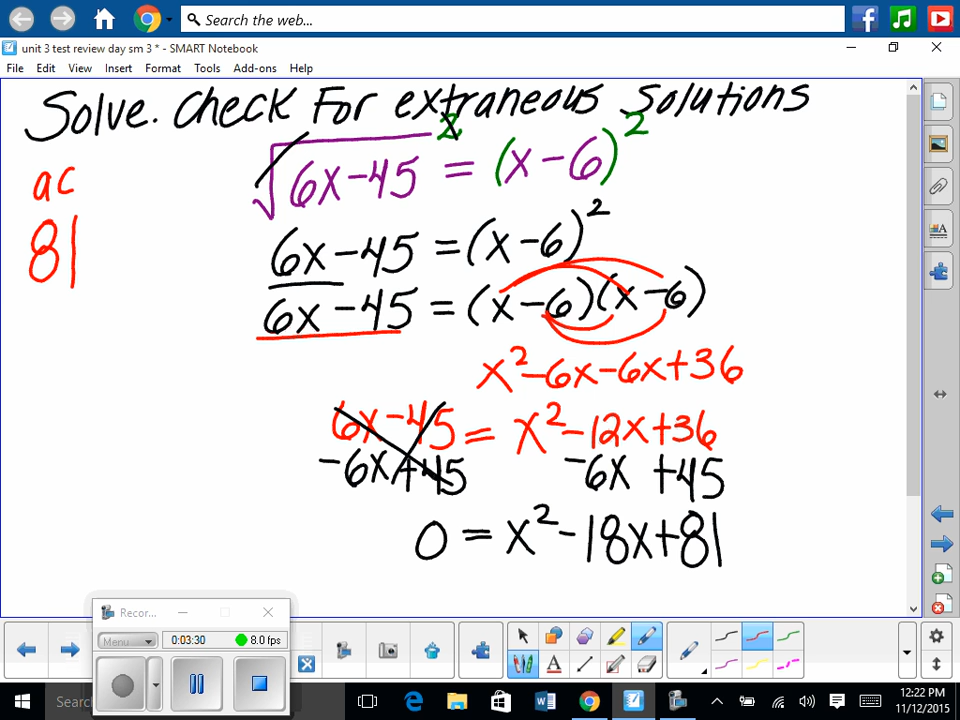 Search the web...
unit 3 test review day sm 3 * - SMART Notebook
File Edit View Insert Format Tools Add-ons Help
Solve. Check For extraneous solutions
√6x-45 ² = (x-6)²
ac
81
6x-45 = (x-6)²
6x-45 = (x-6)(x-6)
x²-6x-6x+36
6x-45 = x²-12x+36
-6x+45 -6x +45
0 = x²-18x+81
Recor...
Menu 0:03:30 8.0 fps
Search
12:22 PM
11/12/2015